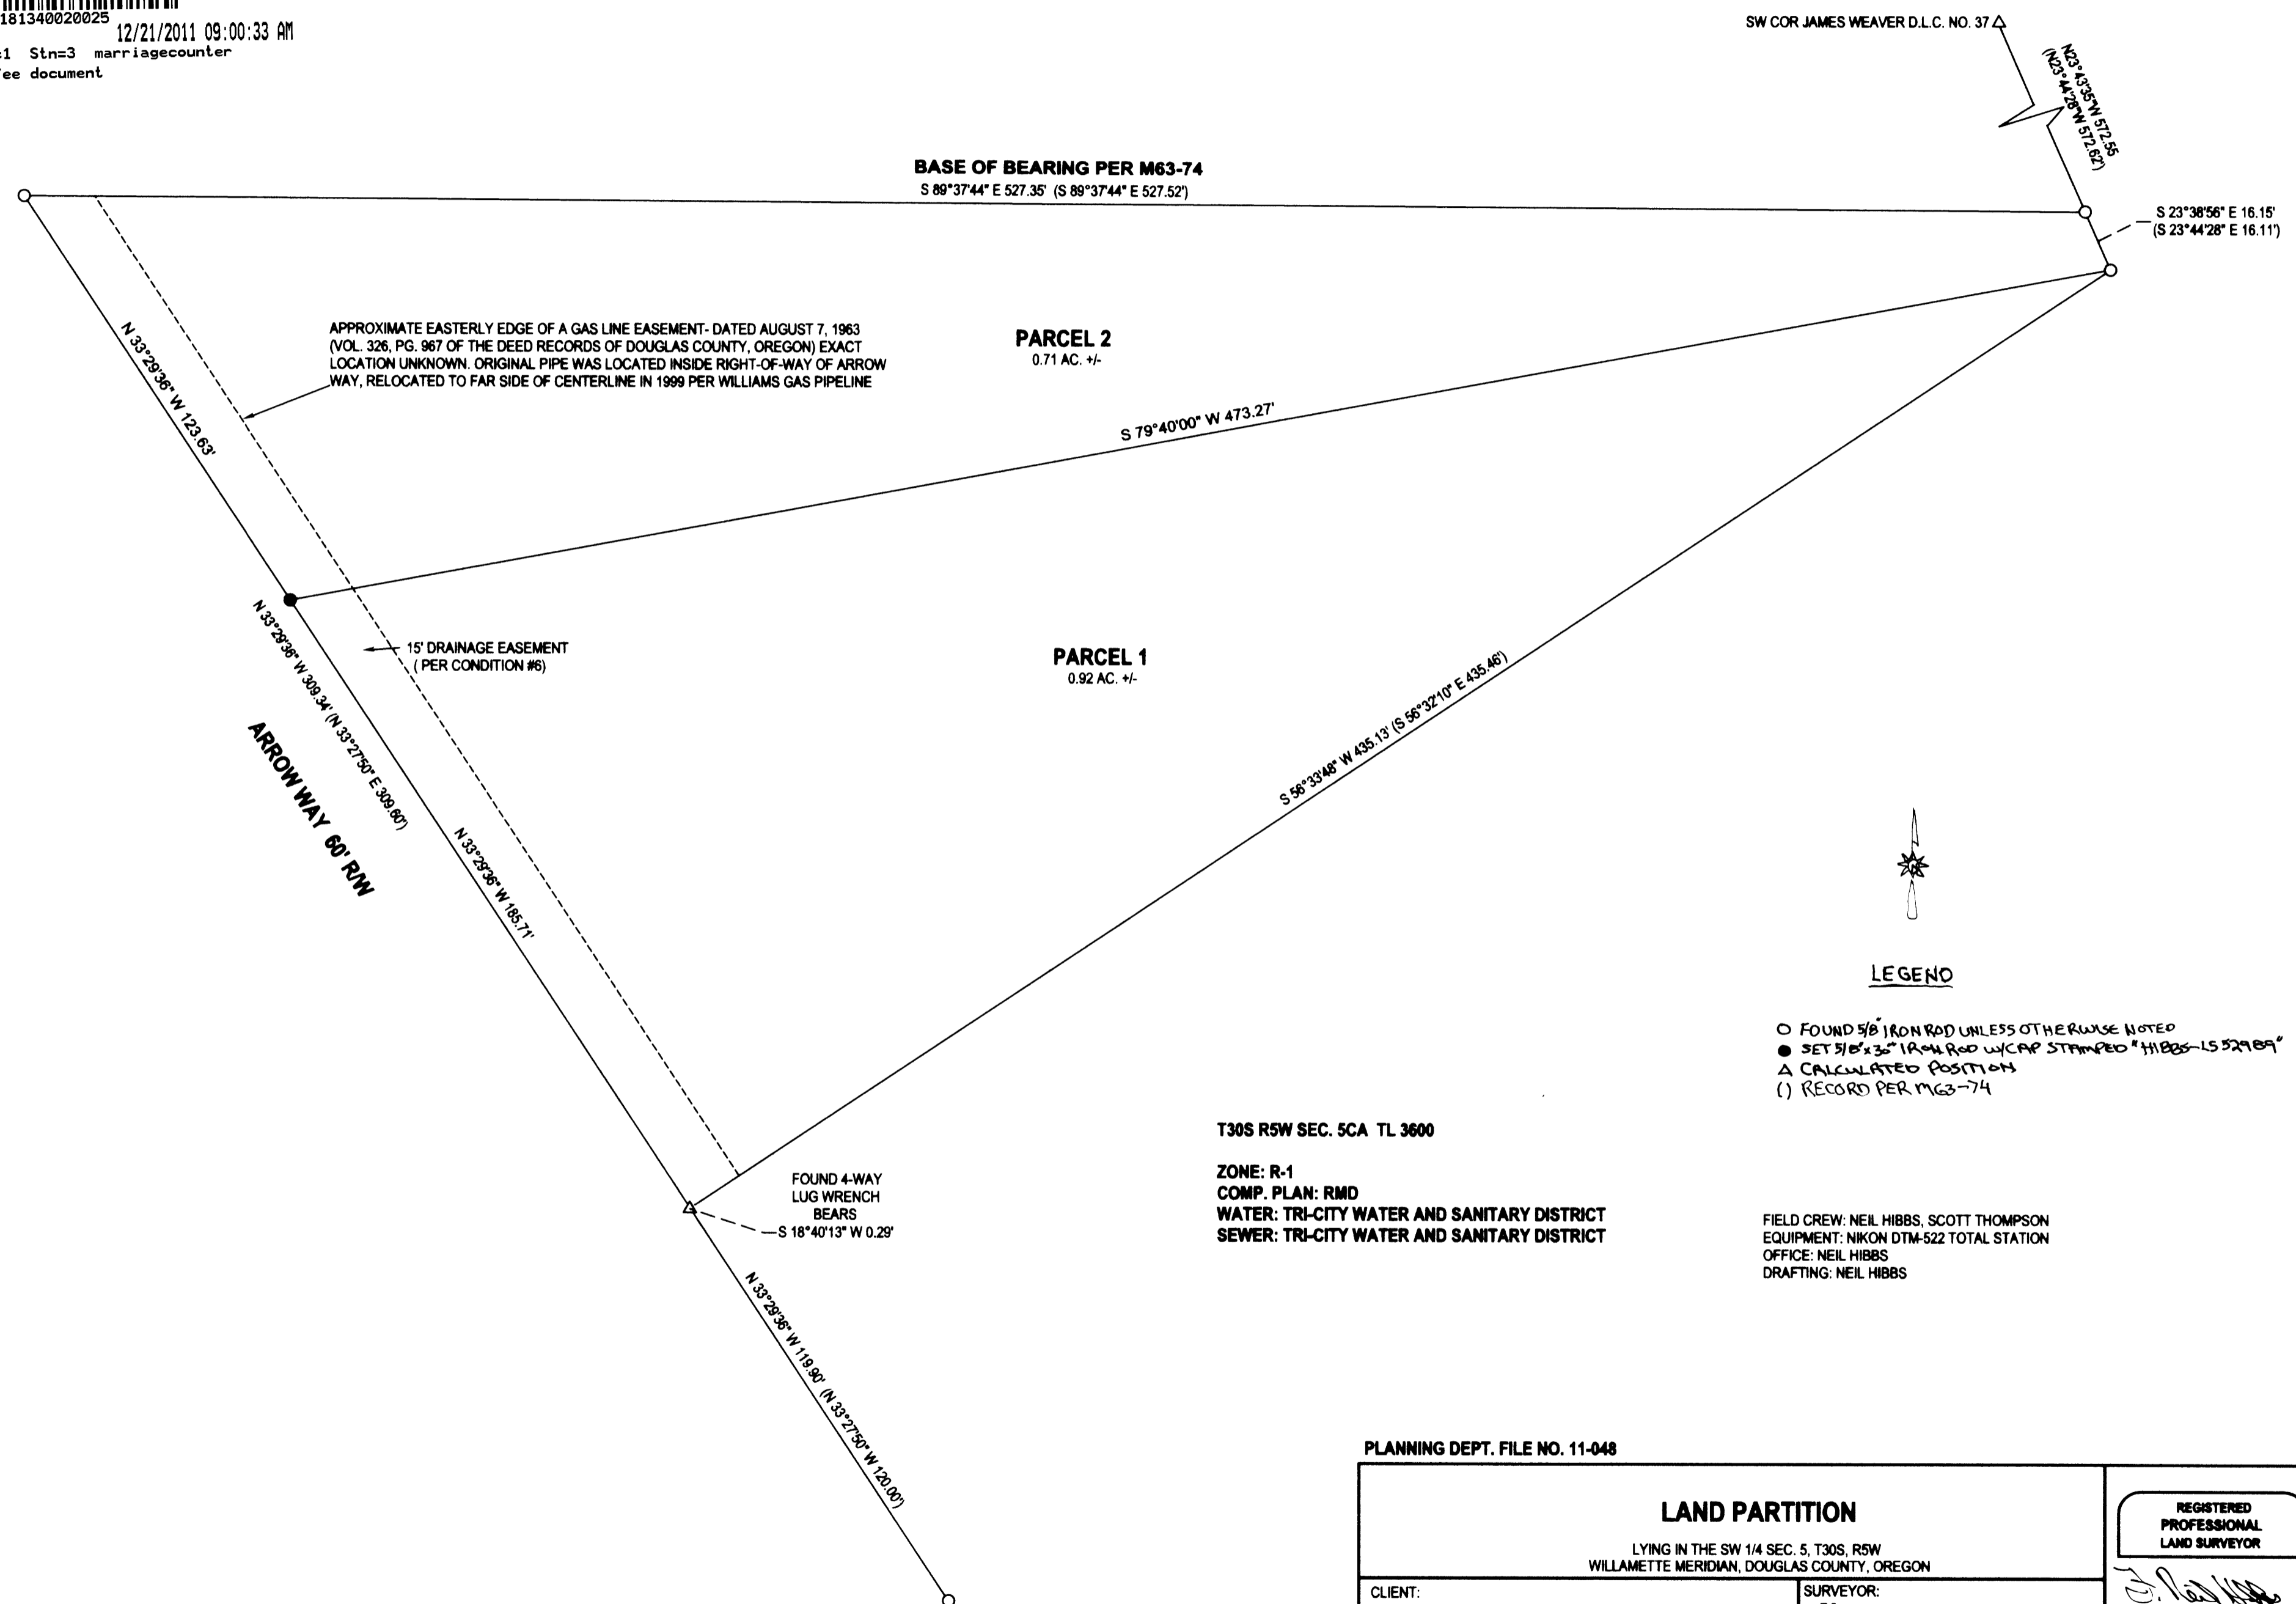 181340020025
12/21/2011 09:00:33 AM
=1 Stn=3 marriagecounter
ee document
SW COR JAMES WEAVER D.L.C. NO. 37
N23°43'35"W 572.55
(N23°44'28"W 572.62')
BASE OF BEARING PER M63-74
S 89°37'44" E 527.35' (S 89°37'44" E 527.52')
S 23°38'56" E 16.15'
(S 23°44'28" E 16.11')
N 33°29'36" W 123.63'
APPROXIMATE EASTERLY EDGE OF A GAS LINE EASEMENT- DATED AUGUST 7, 1963
(VOL. 326, PG. 967 OF THE DEED RECORDS OF DOUGLAS COUNTY, OREGON) EXACT
LOCATION UNKNOWN. ORIGINAL PIPE WAS LOCATED INSIDE RIGHT-OF-WAY OF ARROW
WAY, RELOCATED TO FAR SIDE OF CENTERLINE IN 1999 PER WILLIAMS GAS PIPELINE
PARCEL 2
0.71 AC. +/-
S 79°40'00" W 473.27'
N 33°29'36" W 309.34' (N 33°27'50" E 309.60')
15' DRAINAGE EASEMENT
( PER CONDITION #6)
PARCEL 1
0.92 AC. +/-
S 56°33'48" W 435.13' (S 56°32'10" E 435.46')
ARROW WAY 60' R/W
N 33°29'36" W 185.71'
LEGEND
O FOUND 5/8" IRON ROD UNLESS OTHERWISE NOTED
● SET 5/8"x30" IRON ROD W/CAP STAMPED "HIBBS-LS52989"
△ CALCULATED POSITION
() RECORD PER M63-74
T30S R5W SEC. 5CA TL 3600
ZONE: R-1
COMP. PLAN: RMD
WATER: TRI-CITY WATER AND SANITARY DISTRICT
SEWER: TRI-CITY WATER AND SANITARY DISTRICT
FOUND 4-WAY
LUG WRENCH
BEARS
S 18°40'13" W 0.29'
FIELD CREW: NEIL HIBBS, SCOTT THOMPSON
EQUIPMENT: NIKON DTM-522 TOTAL STATION
OFFICE: NEIL HIBBS
DRAFTING: NEIL HIBBS
N 33°29'36" W 119.90' (N 33°27'50" W 120.00')
PLANNING DEPT. FILE NO. 11-048
LAND PARTITION
LYING IN THE SW 1/4 SEC. 5, T30S, R5W
WILLAMETTE MERIDIAN, DOUGLAS COUNTY, OREGON
CLIENT:
SURVEYOR:
REGISTERED
PROFESSIONAL
LAND SURVEYOR